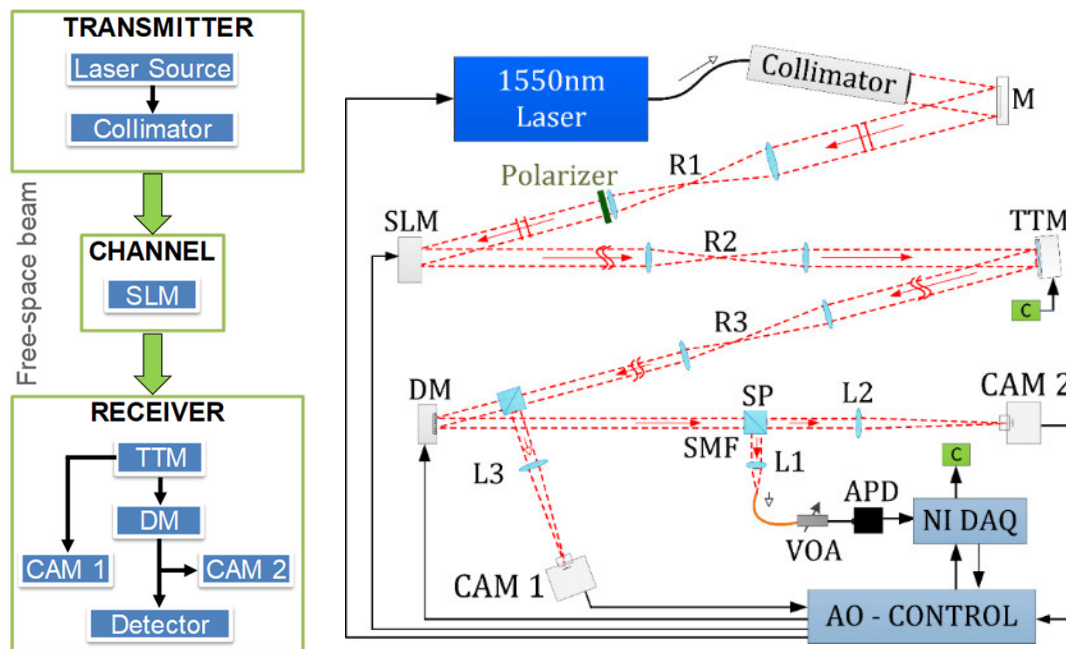 TRANSMITTER
Laser Source
Collimator
Free-space beam
CHANNEL
SLM
RECEIVER
TTM
DM
CAM 1
CAM 2
Detector
1550nm
Laser
Collimator
M
R1
Polarizer
SLM
R2
TTM
C
R3
DM
SP
L2
CAM 2
SMF
L1
L3
C
APD
VOA
NI DAQ
CAM 1
AO - CONTROL